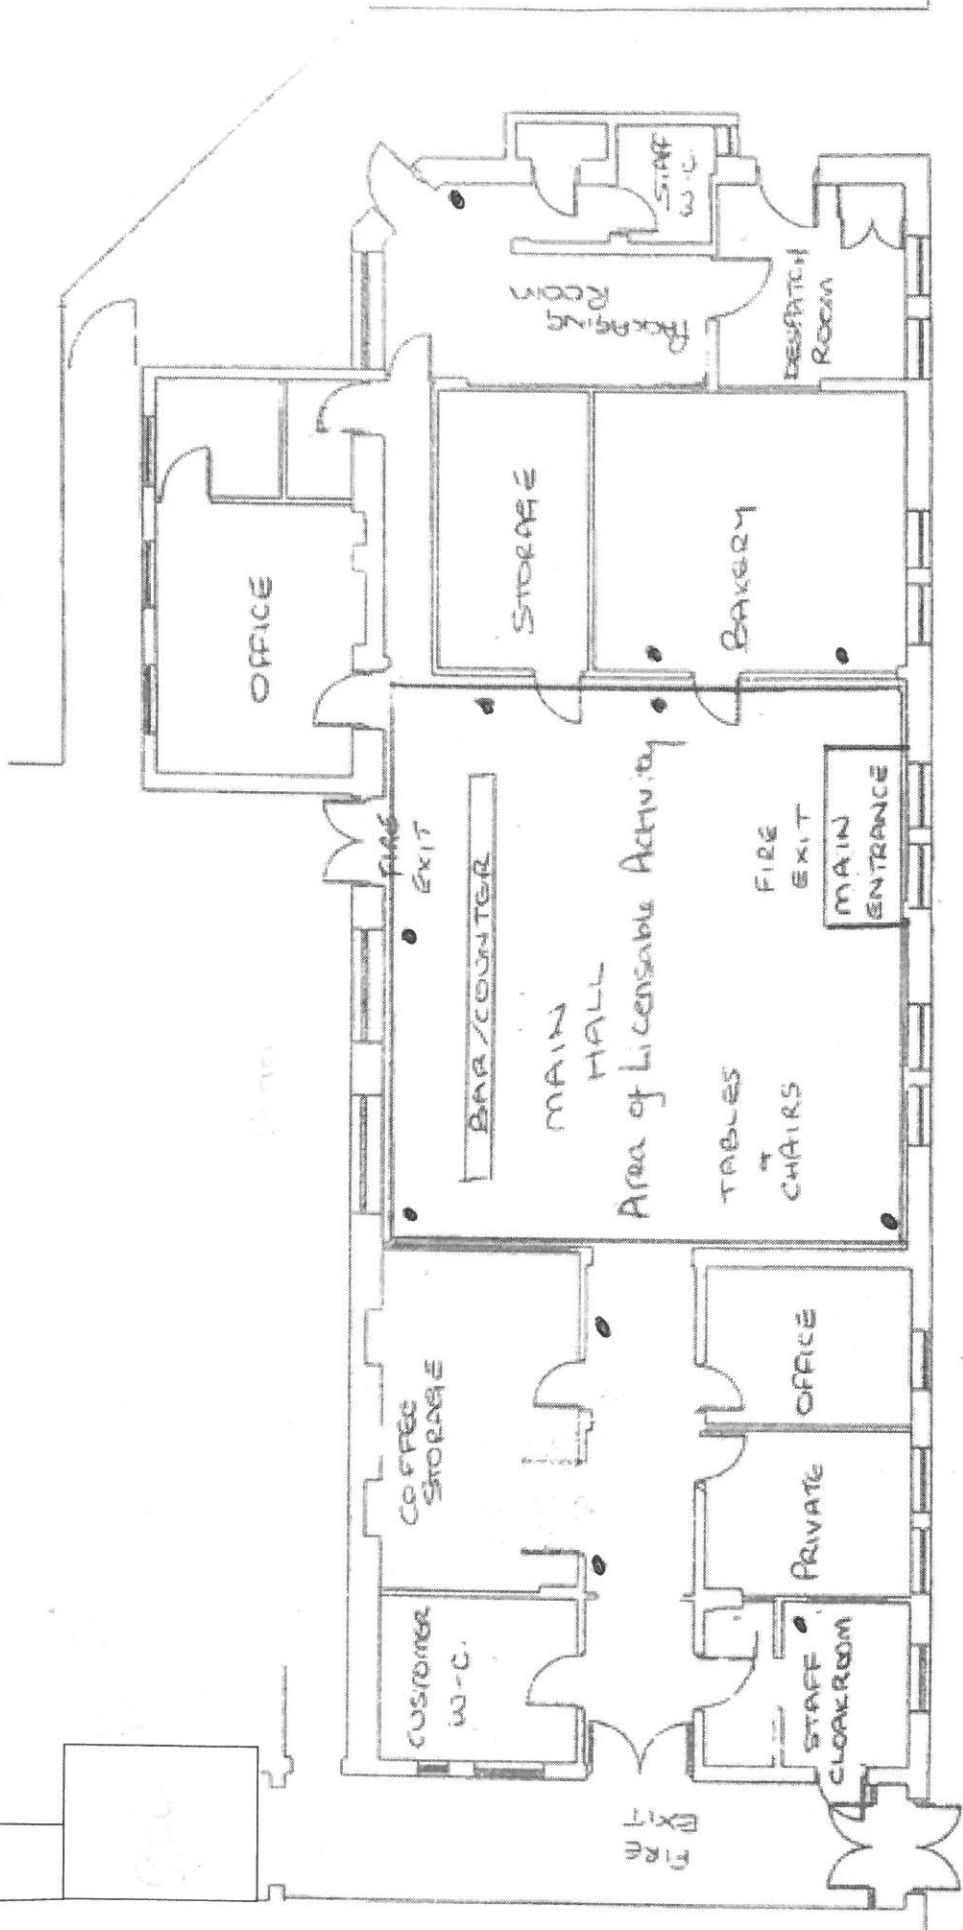 STAFF
W.C.
PACKAGING
ROOM
DESPATCH
ROOM
OFFICE
STORAGE
BAKERY
FIRE
EXIT
BAR/COUNTER
MAIN
HALL
Area of Licensable Activity
FIRE
EXIT
MAIN
ENTRANCE
TABLES
+
CHAIRS
COFFEE
STORAGE
OFFICE
PRIVATE
CUSTOMER
W-C.
STAFF
CLOAKROOM
FIRE
EXIT